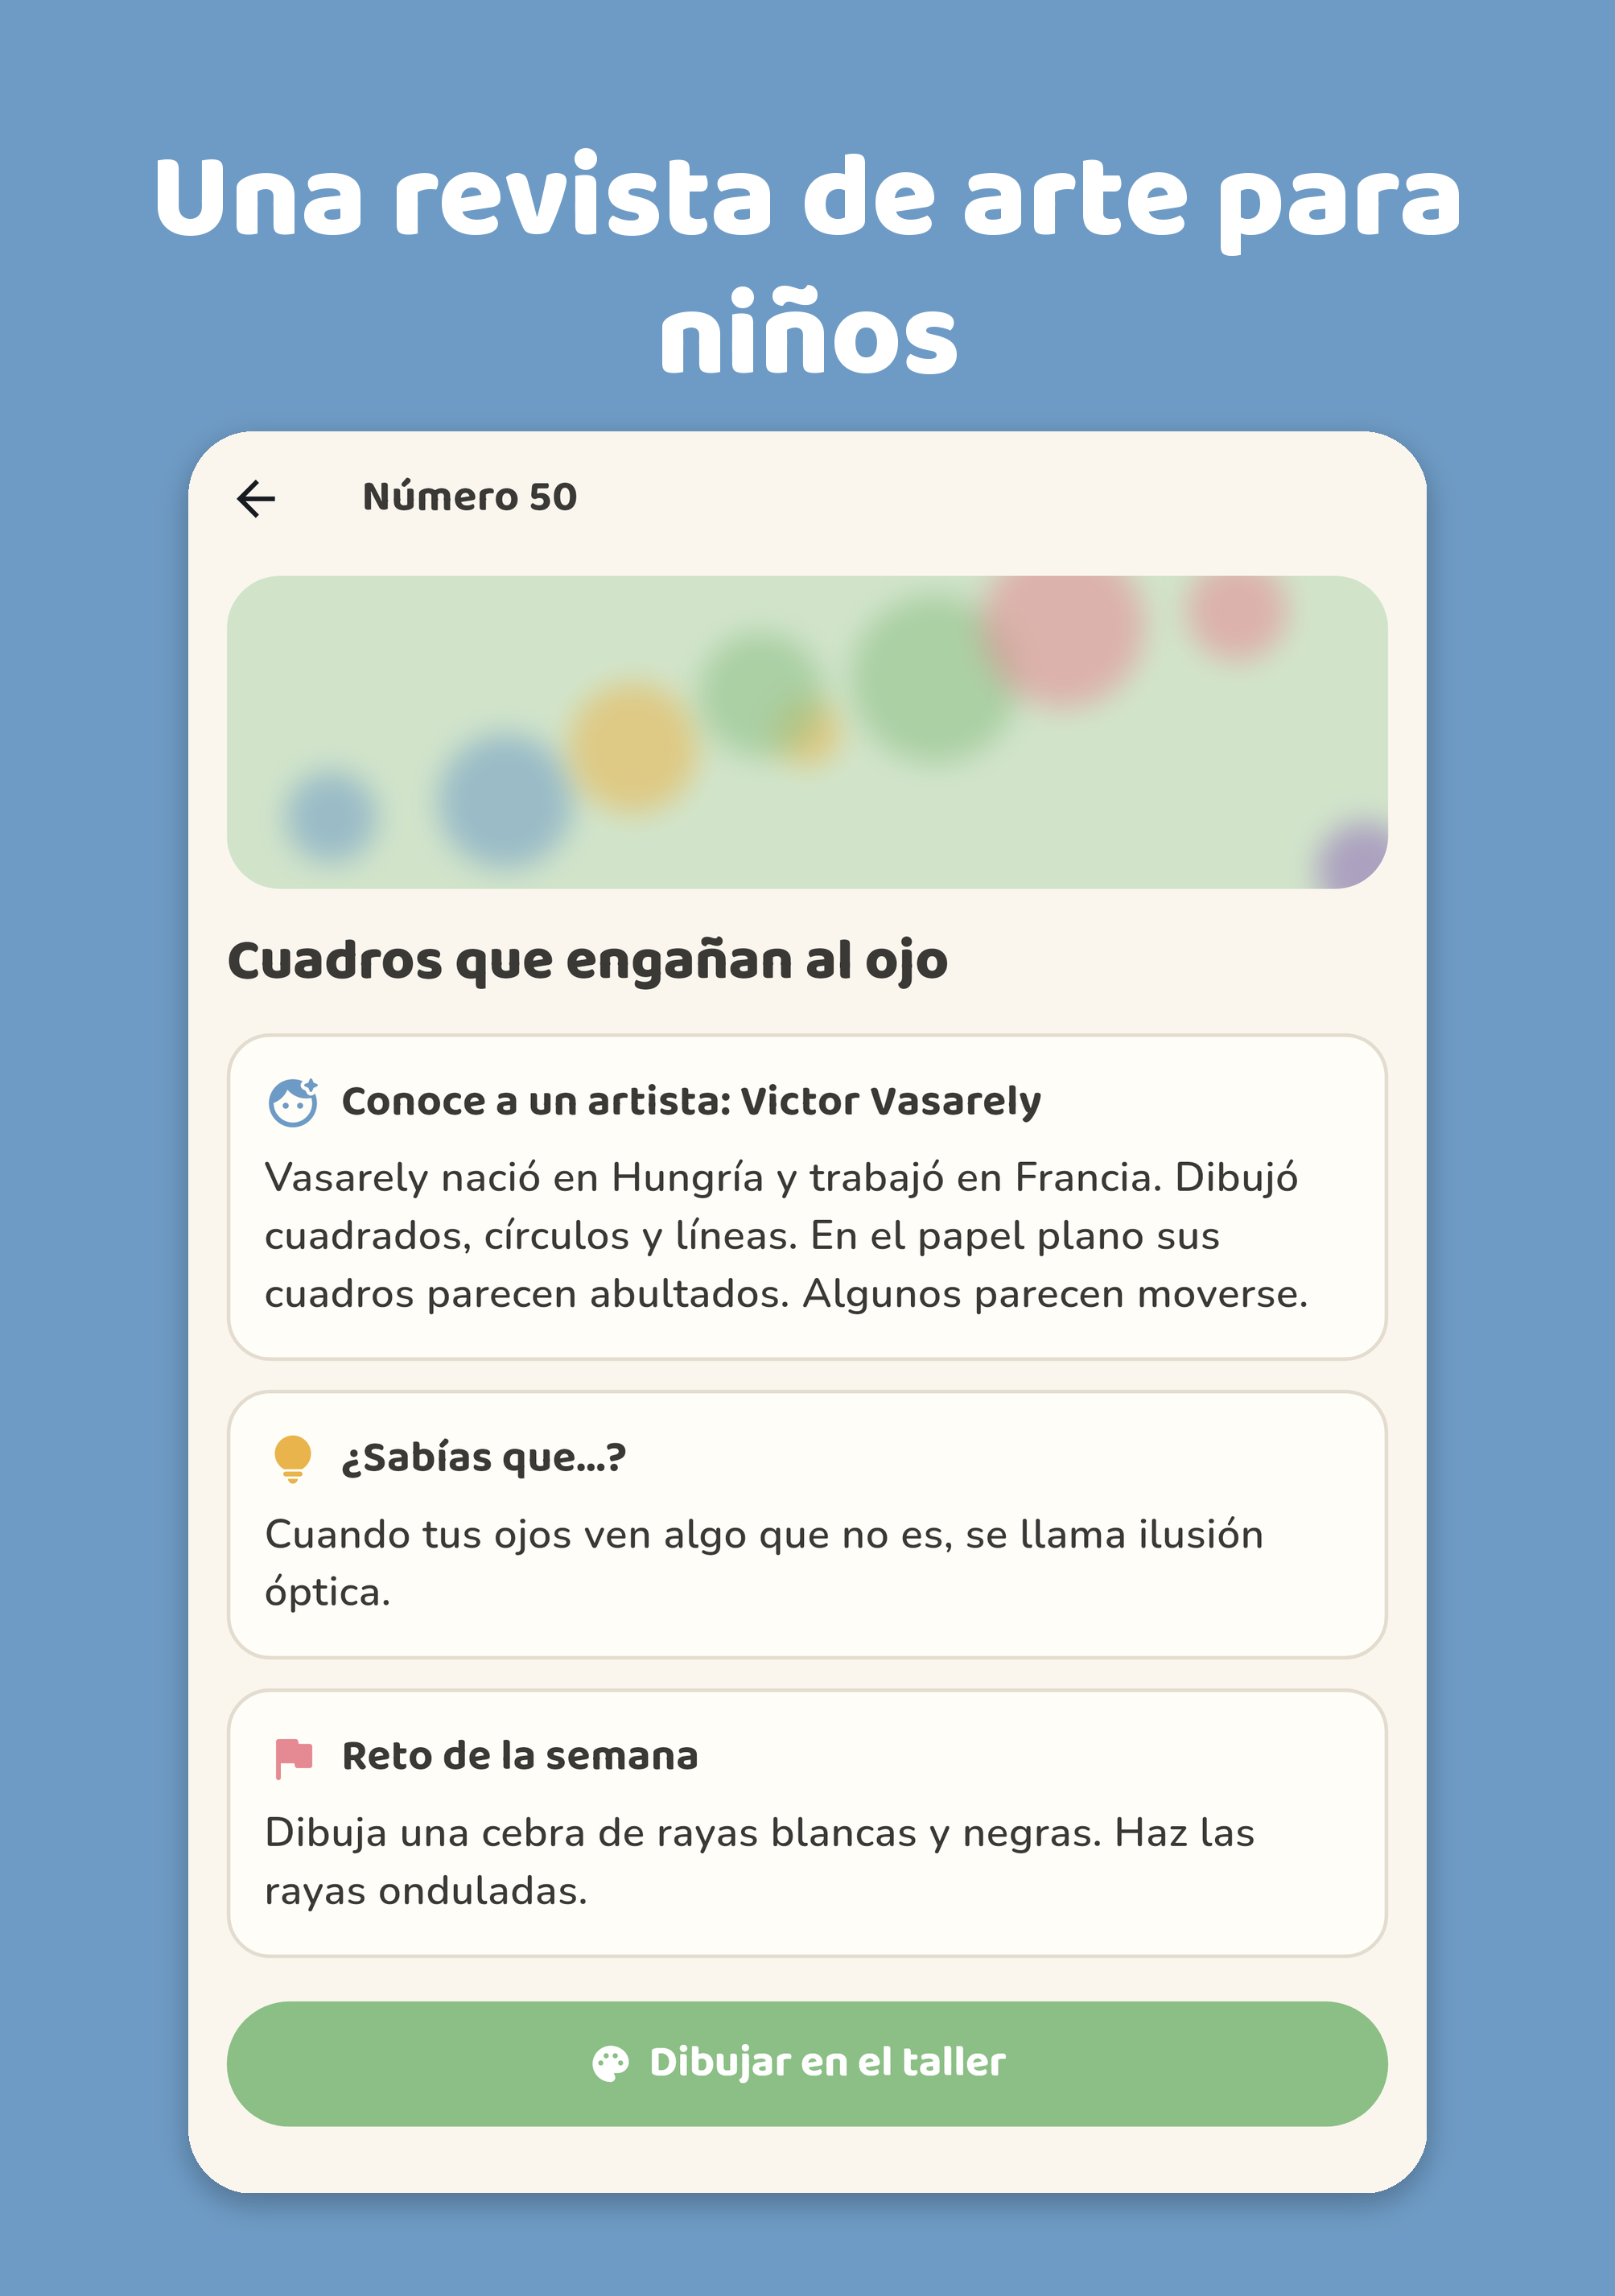 Una revista de arte para
niños
Número 50
Cuadros que engañan al ojo
Conoce a un artista: Victor Vasarely
Vasarely nació en Hungría y trabajó en Francia. Dibujó
cuadrados, círculos y líneas. En el papel plano sus
cuadros parecen abultados. Algunos parecen moverse.
¿Sabías que...?
Cuando tus ojos ven algo que no es, se llama ilusión
óptica.
Reto de la semana
Dibuja una cebra de rayas blancas y negras. Haz las
rayas onduladas.
Dibujar en el taller